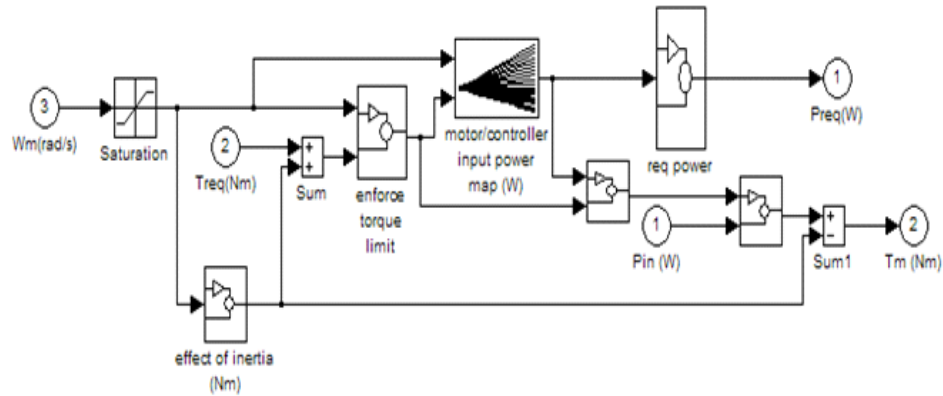 3
Wm(rad/s)
Saturation
2
Treq(Nm)
+
+
Sum
enforce
torque
limit
motor/controller
input power
map (W)
req power
1
Preq(W)
1
Pin (W)
+
−
Sum1
2
Tm (Nm)
effect of inertia
(Nm)